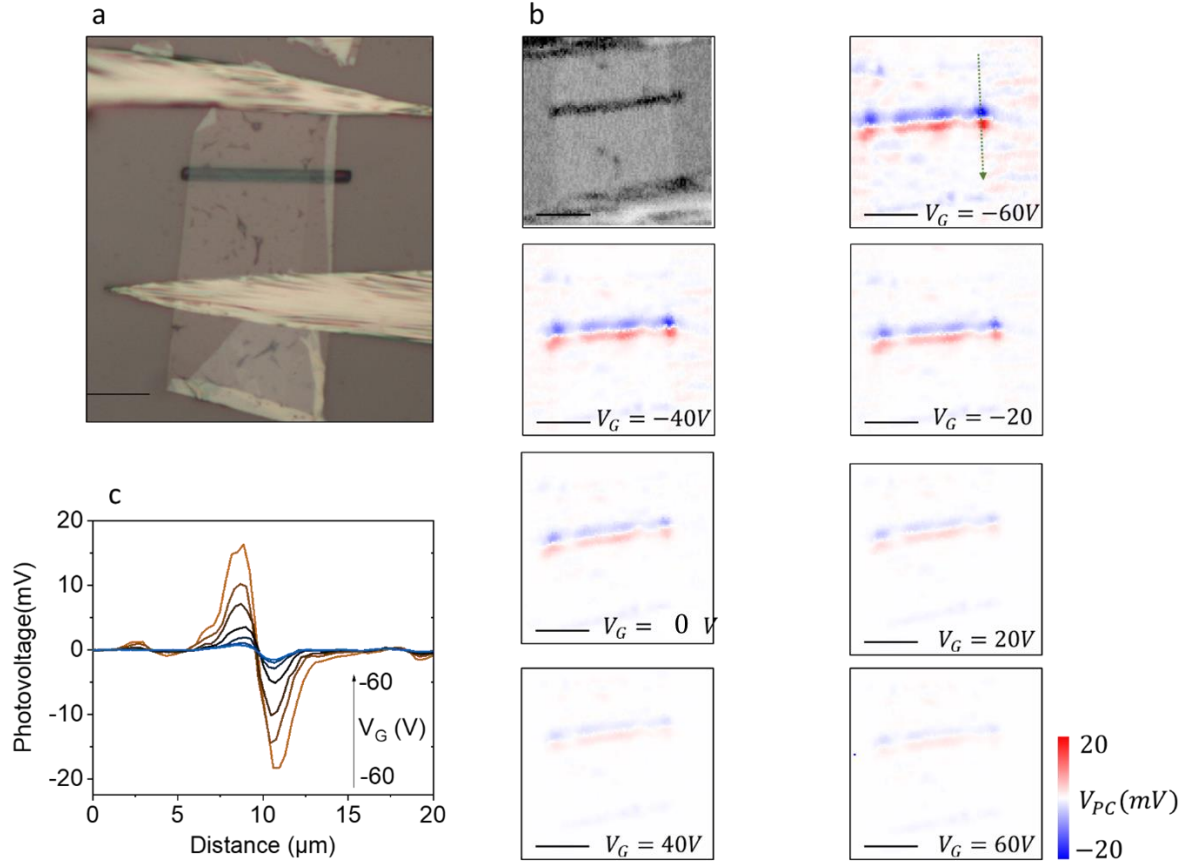 a
b
V_G = −60V
V_G = −40V
V_G = −20
V_G = 0 V
V_G = 20V
V_G = 40V
V_G = 60V
20
V_PC(mV)
−20
c
Photovoltage(mV)
20
10
0
-10
-20
-60
V_G (V)
-60
0
5
10
15
20
Distance (µm)